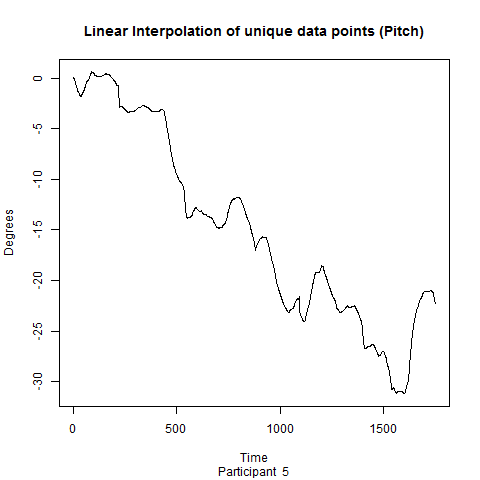 Linear Interpolation of unique data points (Pitch)
0
-5
-10
-15
-20
-25
-30
Degrees
0 500 1000 1500
Time
Participant 5